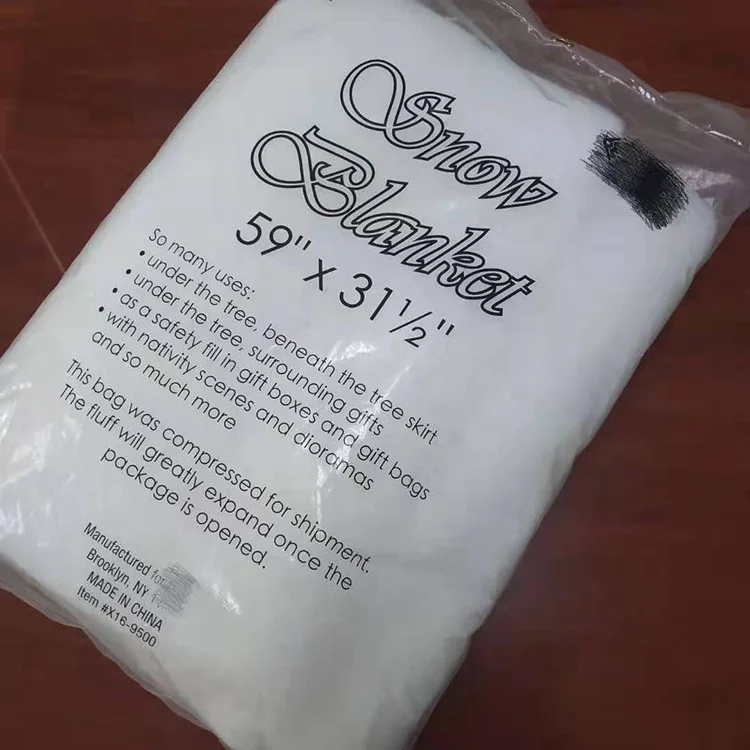 Snow
Blanket
59" x 31½"
So many uses:
• under the tree, beneath the tree skirt
• under the tree, surrounding gifts
• as a safety fill in gift boxes and gift bags
• with nativity scenes and dioramas
and so much more
This bag was compressed for shipment.
The fluff will greatly expand once the
package is opened.
Manufactured for
Brooklyn, NY
MADE IN CHINA
Item #X16-9500